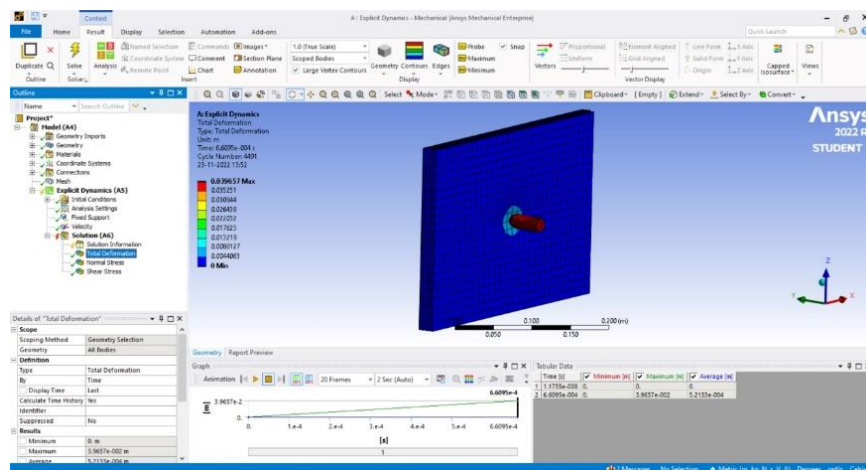 A : Explicit Dynamics - Mechanical [Ansys Mechanical Enterprise]
Context
File Home Result Display Selection Automation Add-ons
Quick Launch
Duplicate Q
Solve
Analysis
Named Selection
Coordinate System
Remote Point
Commands
Comment
Chart
Images
Section Plane
Annotation
1.0 (True Scale)
Scoped Bodies
Large Vertex Contours
Geometry Contours Edges
Probe
Maximum
Minimum
Snap
Vectors
Proportional
Uniform
Element Aligned
Grid Aligned
Line Form
Solid Form
Origin
X Axis
Y Axis
Z Axis
Capped Isosurface
Views
Outline Solve Insert Display Vector Display
Outline
Name Search Outline
Select Mode Clipboard [Empty] Extend Select By Convert
Project*
Model (A4)
Geometry Imports
Geometry
Materials
Coordinate Systems
Connections
Mesh
Explicit Dynamics (A5)
Initial Conditions
Analysis Settings
Fixed Support
Velocity
Solution (A6)
Solution Information
Total Deformation
Normal Stress
Shear Stress
A: Explicit Dynamics
Total Deformation
Type: Total Deformation
Unit: m
Time: 6.6095e-004 s
Cycle Number: 4491
23-11-2022 13:52
0.039657 Max
0.035251
0.030844
0.026438
0.022032
0.017625
0.013219
0.0088127
0.0044063
0 Min
Ansys
2022 R
STUDENT
Z
Y
X
0.100 0.200 (m)
0.050 0.150
Details of "Total Deformation"
Scope
Scoping Method Geometry Selection
Geometry All Bodies
Definition
Type Total Deformation
By Time
Display Time Last
Calculate Time History Yes
Identifier
Suppressed No
Results
Minimum 0. m
Maximum 3.9657e-002 m
Average 5.2133e-004 m
Geometry Report Preview
Graph
Animation 20 Frames 2 Sec (Auto)
6.6095e-4
3.9657e-2
[m]
0.
0. 1.e-4 2.e-4 3.e-4 4.e-4 5.e-4 6.6095e-4
[s]
1
Tabular Data
Time [s] Minimum [m] Maximum [m] Average [m]
1 1.1755e-038 0. 0. 0.
2 6.6095e-004 0. 3.9657e-002 5.2133e-004
2 Messages No Selection Metric (m, kg, N, s, V, A) Degrees rad/s